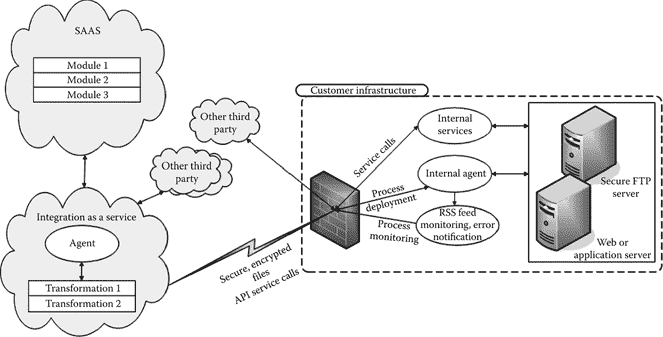 SAAS
Module 1
Module 2
Module 3
Other third
party
Other third
party
Integration as a service
Agent
Transformation 1
Transformation 2
Secure, encrypted
files
API service calls
Customer infrastructure
Service calls
Process
deployment
Process
monitoring
Internal
services
Internal agent
RSS feed
monitoring, error
notification
Secure FTP
server
Web or
application server